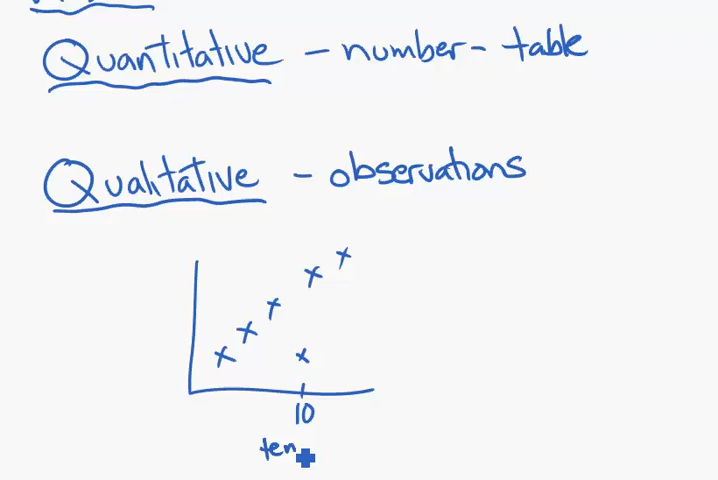 Quantitative - number - table
Qualitative - observations
10
ten